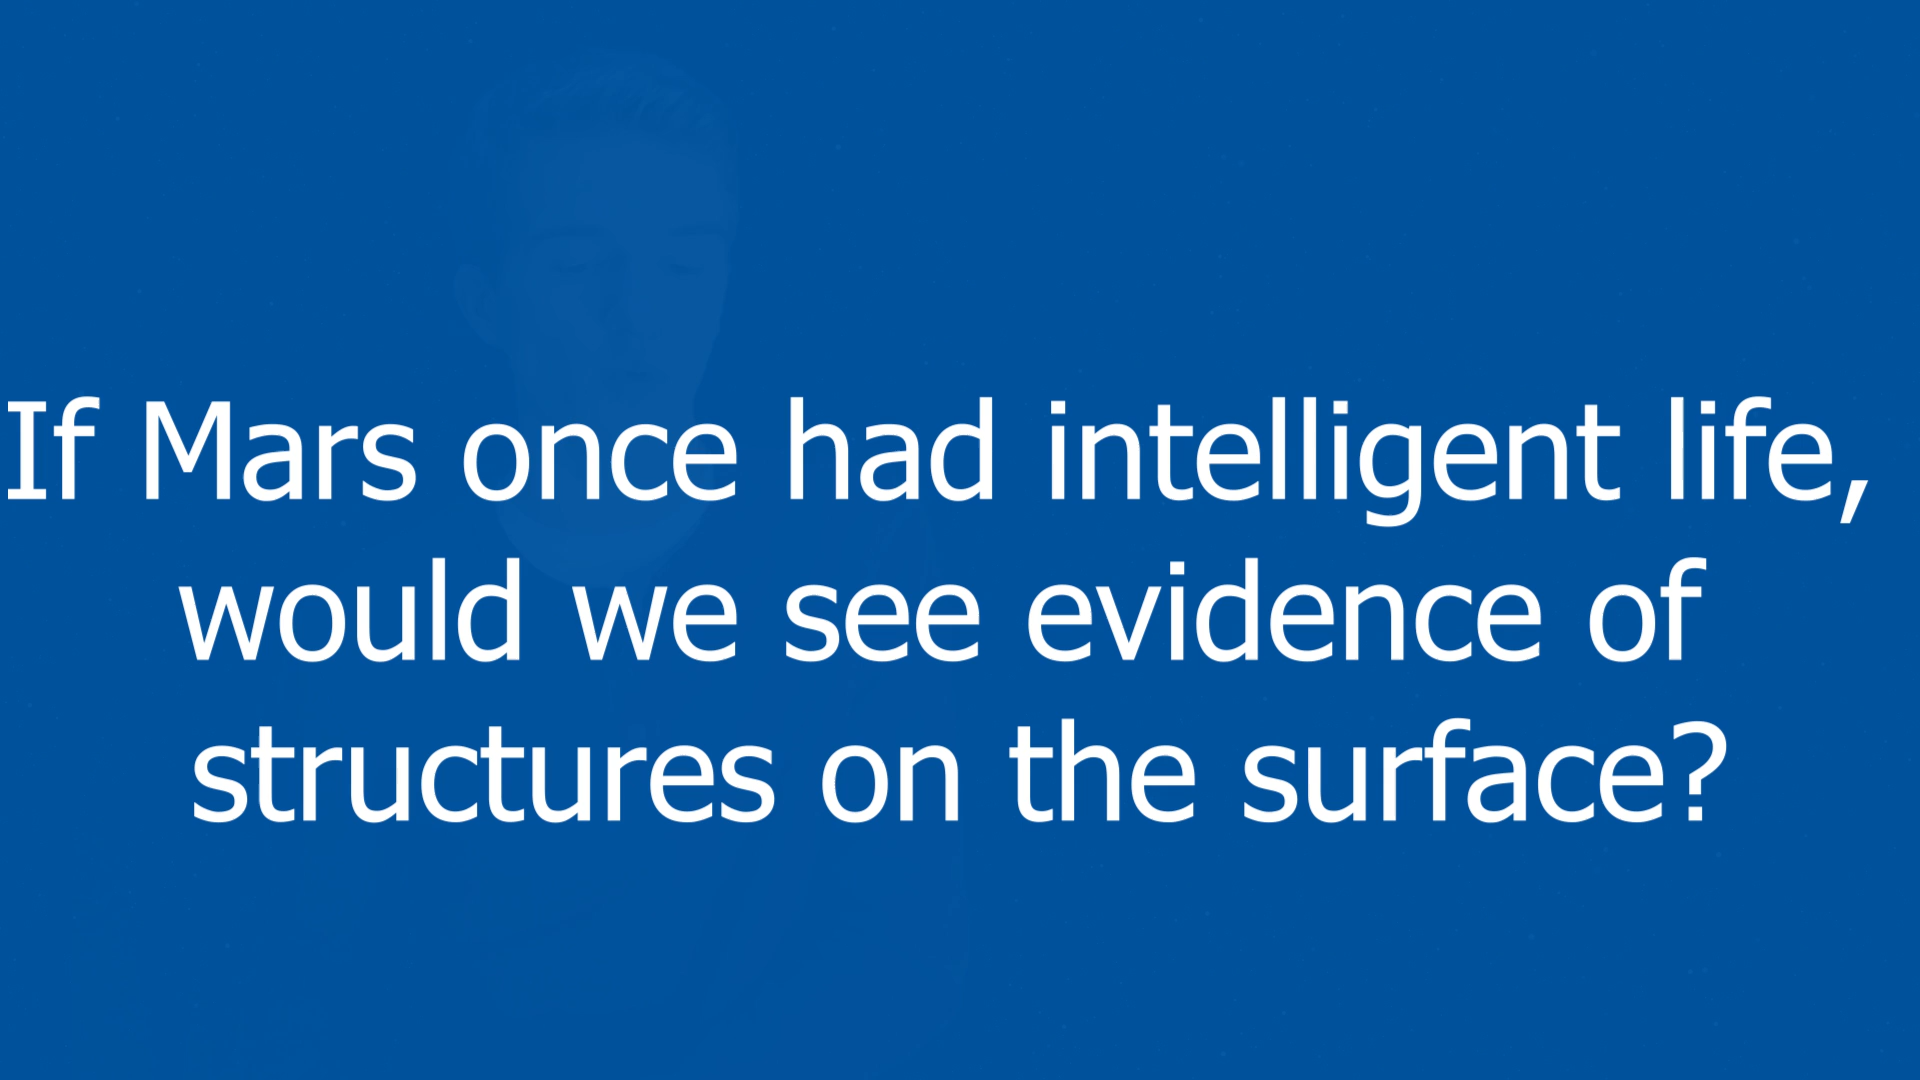 If Mars once had intelligent life,
would we see evidence of
structures on the surface?